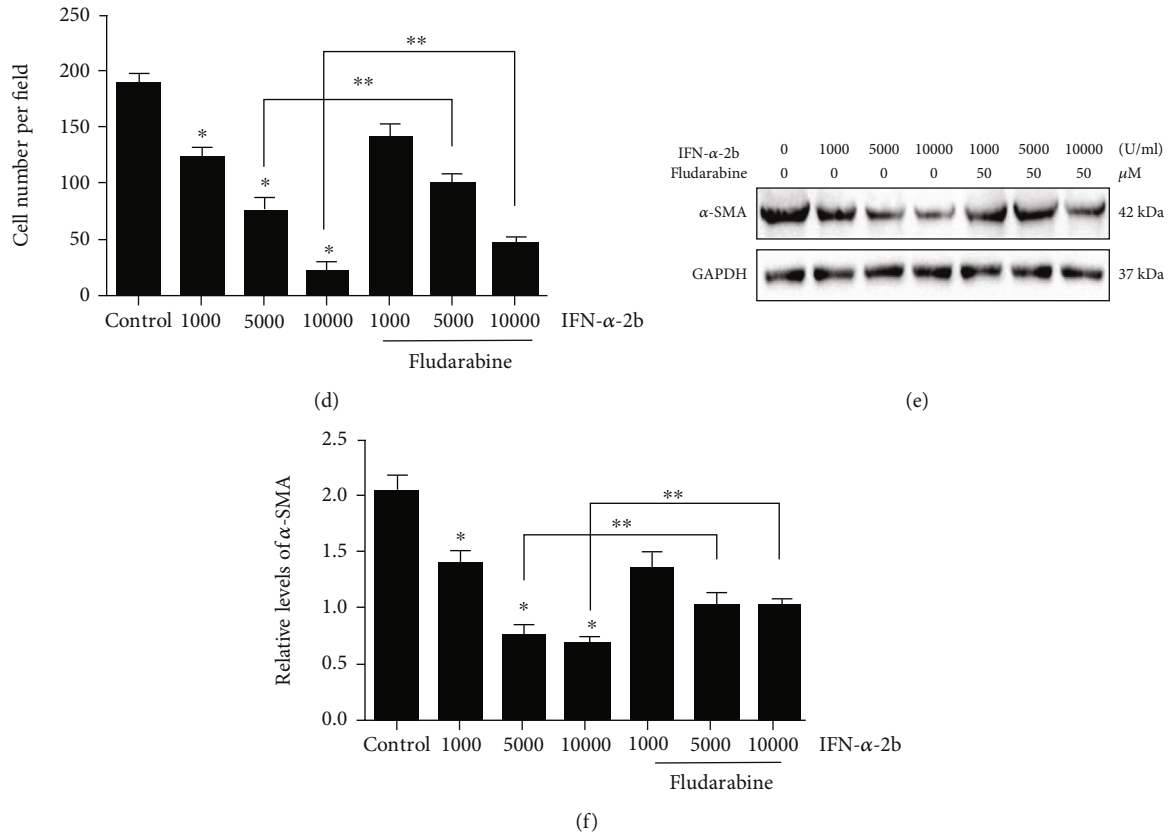 250
200
150
100
50
0
Cell number per field
*
*
*
**
**
Control 1000 5000 10000 1000 5000 10000 IFN-α-2b
Fludarabine
(d)
IFN-α-2b 0 1000 5000 10000 1000 5000 10000 (U/ml)
Fludarabine 0 0 0 0 50 50 50 μM
α-SMA 42 kDa
GAPDH 37 kDa
(e)
2.5
2.0
1.5
1.0
0.5
0.0
Relative levels of α-SMA
*
*
*
**
**
Control 1000 5000 10000 1000 5000 10000 IFN-α-2b
Fludarabine
(f)